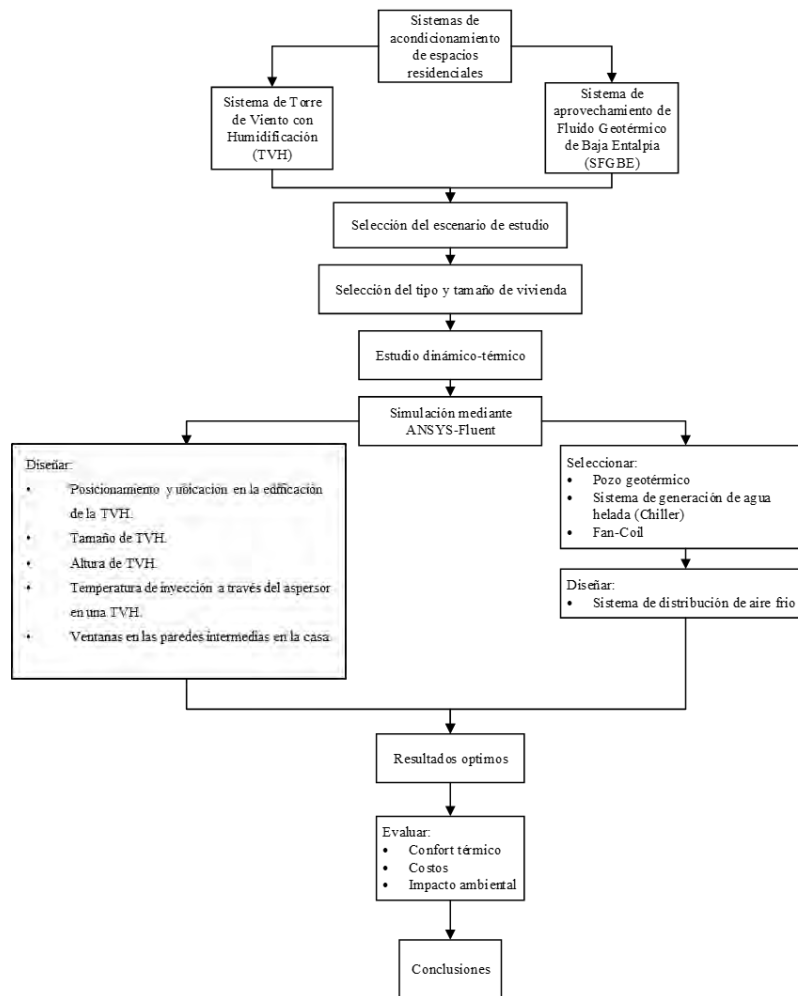 Sistemas de
acondicionamiento
de espacios
residenciales
Sistema de Torre
de Viento con
Humidificación
(TVH)
Sistema de
aprovechamiento de
Fluido Geotérmico
de Baja Entalpía
(SFGBE)
Selección del escenario de estudio
Selección del tipo y tamaño de vivienda
Estudio dinámico-térmico
Simulación mediante
ANSYS-Fluent
Diseñar:
• Posicionamiento y ubicación en la edificación
de la TVH.
• Tamaño de TVH.
• Altura de TVH.
• Temperatura de inyección a través del aspersor
en una TVH.
• Ventanas en las paredes intermedias en la casa
Seleccionar:
• Pozo geotérmico
• Sistema de generación de agua
helada (Chiller)
• Fan-Coil
Diseñar:
• Sistema de distribución de aire frio
Resultados optimos
Evaluar:
• Confort térmico
• Costos
• Impacto ambiental
Conclusiones